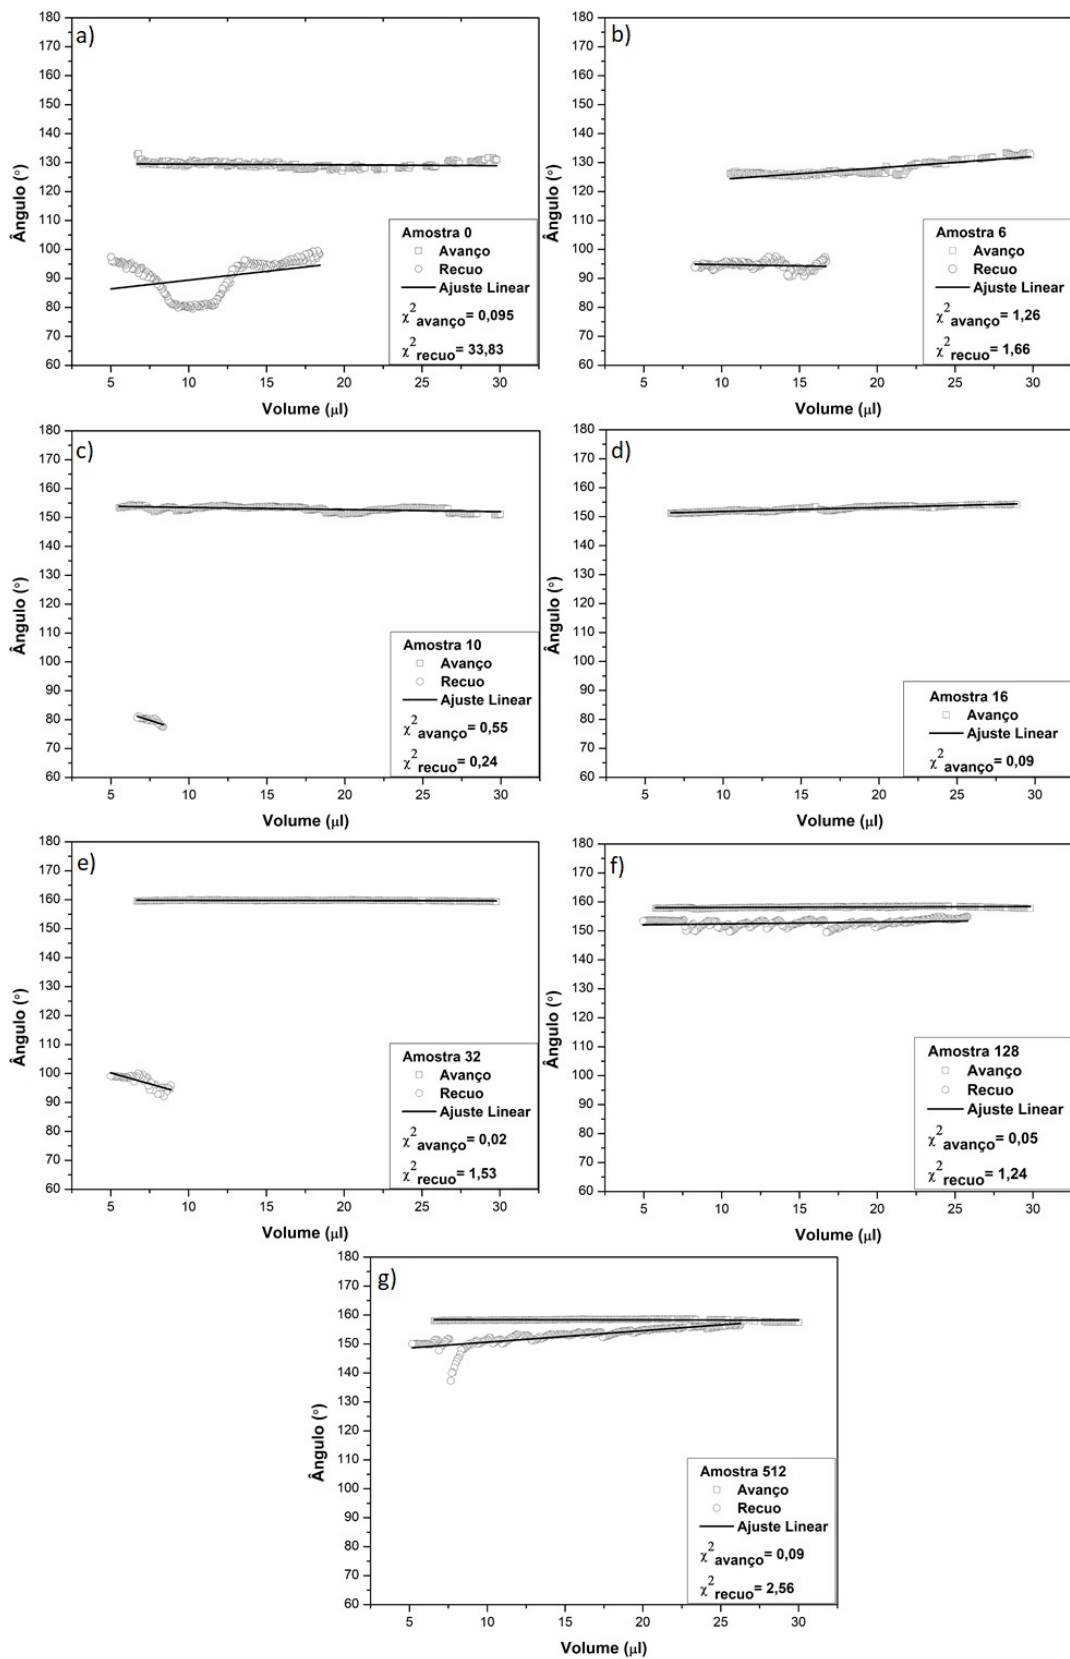 a)
180
170
160
150
140
130
120
110
100
90
80
70
60
Ângulo (°)
5 10 15 20 25 30
Volume (µl)
Amostra 0
Avanço
Recuo
Ajuste Linear
χ²avanço= 0,095
χ²recuo= 33,83
b)
180
170
160
150
140
130
120
110
100
90
80
70
60
Ângulo (°)
5 10 15 20 25 30
Volume (µl)
Amostra 6
Avanço
Recuo
Ajuste Linear
χ²avanço= 1,26
χ²recuo= 1,66
c)
180
170
160
150
140
130
120
110
100
90
80
70
60
Ângulo (°)
5 10 15 20 25 30
Volume (µl)
Amostra 10
Avanço
Recuo
Ajuste Linear
χ²avanço= 0,55
χ²recuo= 0,24
d)
180
170
160
150
140
130
120
110
100
90
80
70
60
Ângulo (°)
5 10 15 20 25 30
Volume (µl)
Amostra 16
Avanço
Ajuste Linear
χ²avanço= 0,09
e)
180
170
160
150
140
130
120
110
100
90
80
70
60
Ângulo (°)
5 10 15 20 25 30
Volume (µl)
Amostra 32
Avanço
Recuo
Ajuste Linear
χ²avanço= 0,02
χ²recuo= 1,53
f)
180
170
160
150
140
130
120
110
100
90
80
70
60
Ângulo (°)
5 10 15 20 25 30
Volume (µl)
Amostra 128
Avanço
Recuo
Ajuste Linear
χ²avanço= 0,05
χ²recuo= 1,24
g)
180
170
160
150
140
130
120
110
100
90
80
70
60
Ângulo (°)
5 10 15 20 25 30
Volume (µl)
Amostra 512
Avanço
Recuo
Ajuste Linear
χ²avanço= 0,09
χ²recuo= 2,56